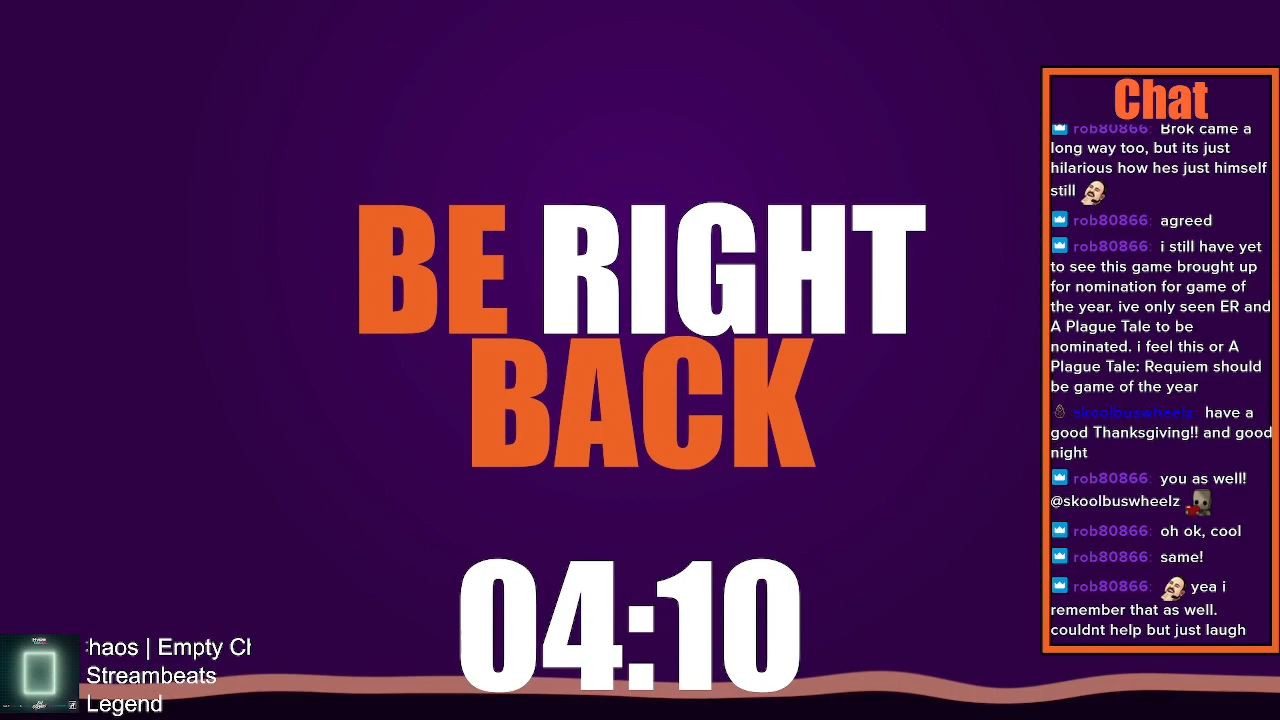 BE RIGHT
BACK
04:10
Chat
rob80866: Brok came a
long way too, but its just
hilarious how hes just himself
still
rob80866: agreed
rob80866: i still have yet
to see this game brought up
for nomination for game of
the year. ive only seen ER and
A Plague Tale to be
nominated. i feel this or A
Plague Tale: Requiem should
be game of the year
skoolbuswheelz: have a
good Thanksgiving!! and good
night
rob80866: you as well!
@skoolbuswheelz
rob80866: oh ok, cool
rob80866: same!
rob80866: yea i
remember that as well.
couldnt help but just laugh
haos | Empty Ch
Streambeats
Legend